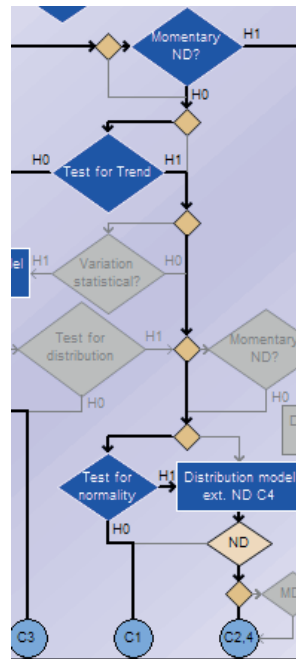 Momentary
ND?
H1
H0
H0
Test for Trend
H1
H1
Variation
statistical?
H0
Test for
distribution
H1
Momentary
ND?
H0
H0
Test for
normality
H1
Distribution model
ext. ND C4
H0
ND
C3
C1
C2,4